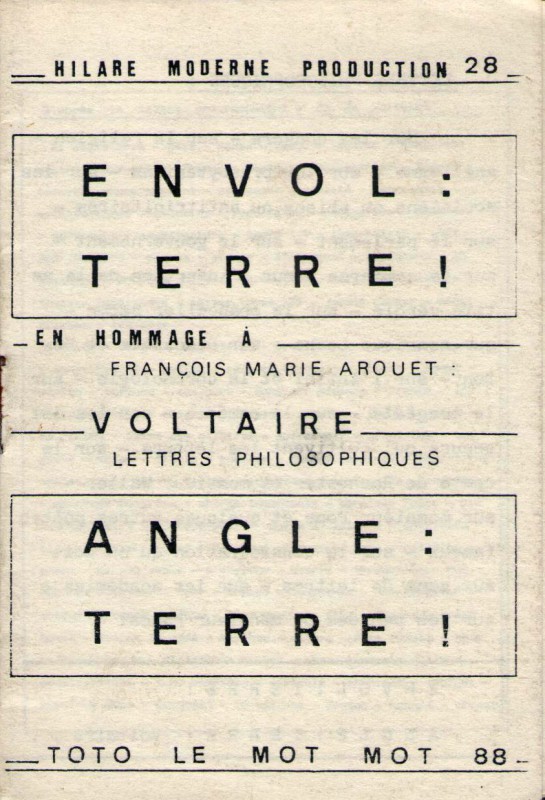 HILARE MODERNE PRODUCTION 28
ENVOL:
TERRE!
EN HOMMAGE À
FRANÇOIS MARIE AROUET:
VOLTAIRE
LETTRES PHILOSOPHIQUES
ANGLE:
TERRE!
TOTO LE MOT MOT 88